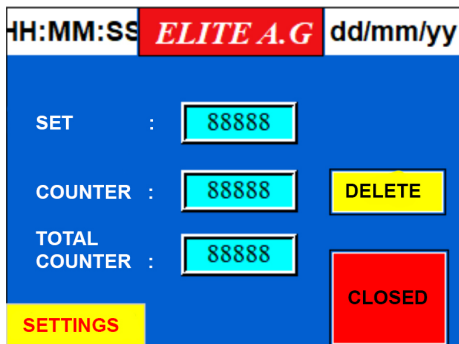 HH:MM:SS ELITE A.G dd/mm/yy
SET : 88888
COUNTER : 88888 DELETE
TOTAL
COUNTER : 88888
CLOSED
SETTINGS